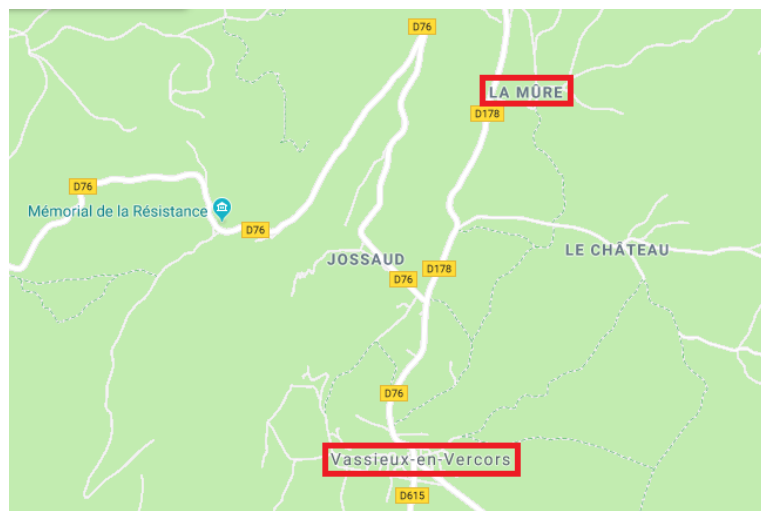 D76
LA MÛRE
D178
D76
Mémorial de la Résistance
D76
LE CHÂTEAU
JOSSAUD
D178
D76
D76
Vassieux-en-Vercors
D615